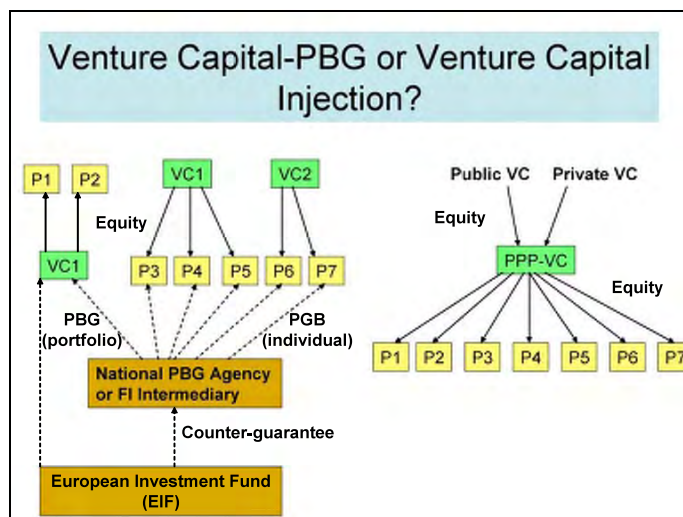 Venture Capital-PBG or Venture Capital
Injection?
P1
P2
VC1
VC2
Public VC
Private VC
Equity
Equity
VC1
P3
P4
P5
P6
P7
PPP-VC
Equity
PBG
(portfolio)
PGB
(individual)
P1
P2
P3
P4
P5
P6
P7
National PBG Agency
or FI Intermediary
Counter-guarantee
European Investment Fund
(EIF)